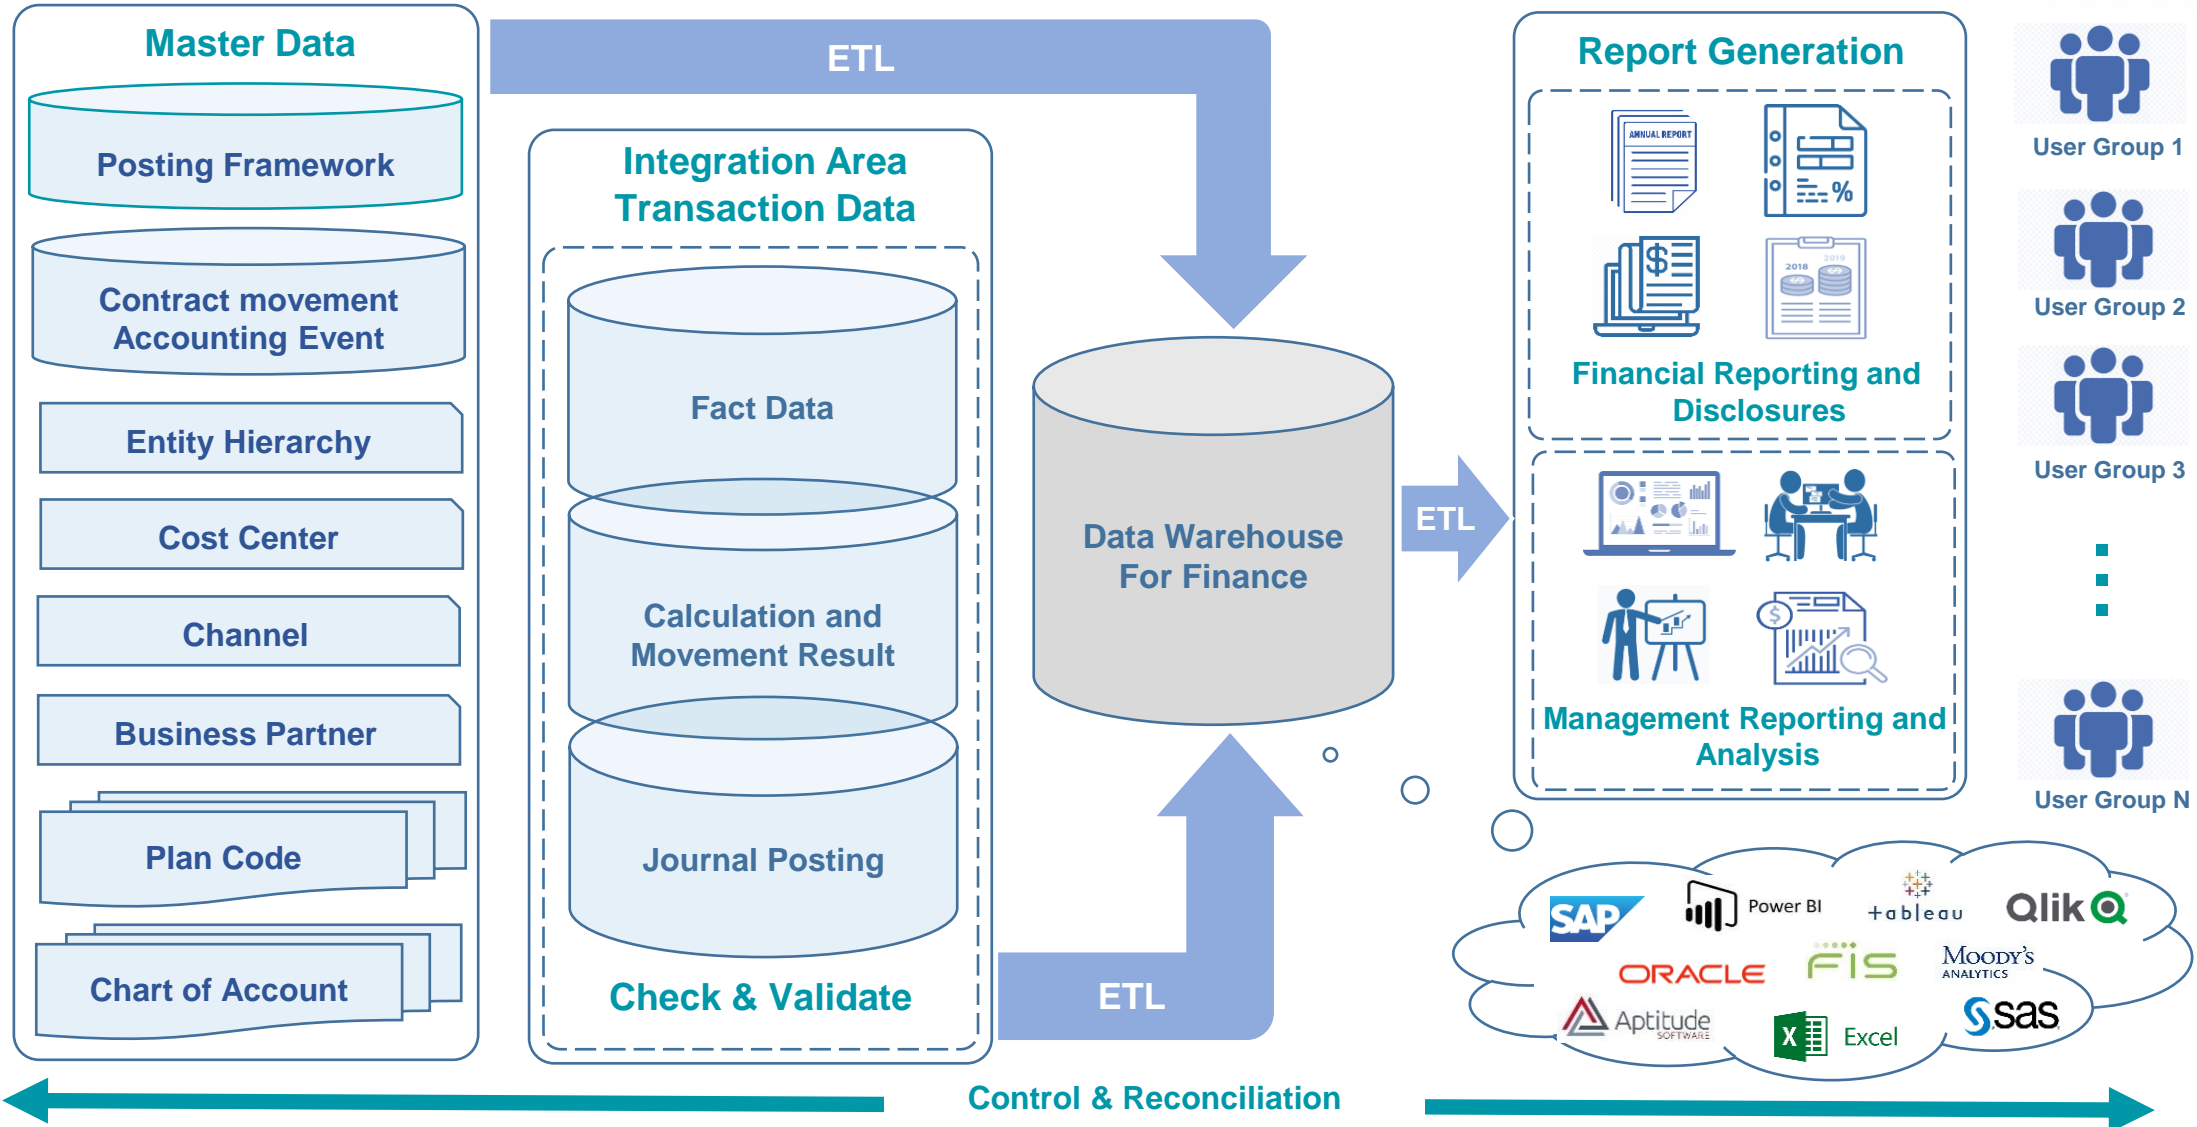 Master Data
Posting Framework
Contract movement
Accounting Event
Entity Hierarchy
Cost Center
Channel
Business Partner
Plan Code
Chart of Account
ETL
Integration Area
Transaction Data
Fact Data
Calculation and
Movement Result
Journal Posting
Check & Validate
ETL
Data Warehouse
For Finance
ETL
Report Generation
ANNUAL REPORT
%
$
2018
2019
Financial Reporting and
Disclosures
$
Management Reporting and
Analysis
User Group 1
User Group 2
User Group 3
User Group N
SAP
Power BI
+ableau
Qlik
ORACLE
FIS
MOODY'S
ANALYTICS
Aptitude
SOFTWARE
X
Excel
sas
Control & Reconciliation